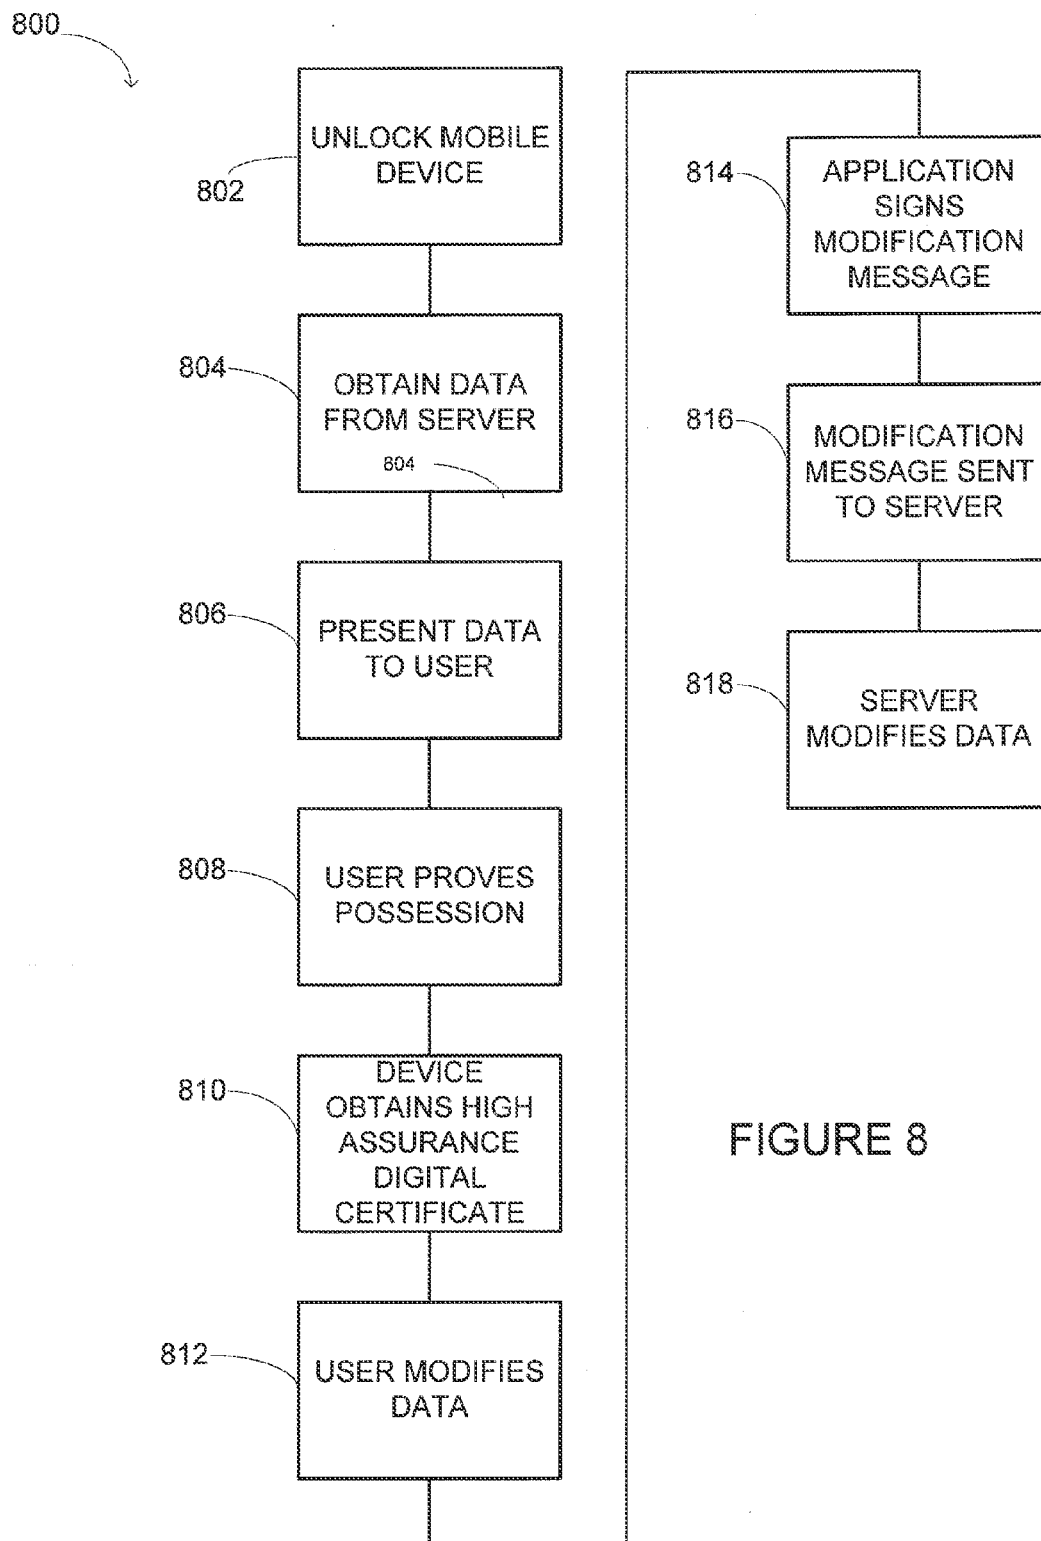 800
UNLOCK MOBILE
DEVICE
802
804
OBTAIN DATA
FROM SERVER
804
806
PRESENT DATA
TO USER
808
USER PROVES
POSSESSION
810
DEVICE
OBTAINS HIGH
ASSURANCE
DIGITAL
CERTIFICATE
812
USER MODIFIES
DATA
814
APPLICATION
SIGNS
MODIFICATION
MESSAGE
816
MODIFICATION
MESSAGE SENT
TO SERVER
818
SERVER
MODIFIES DATA
FIGURE 8